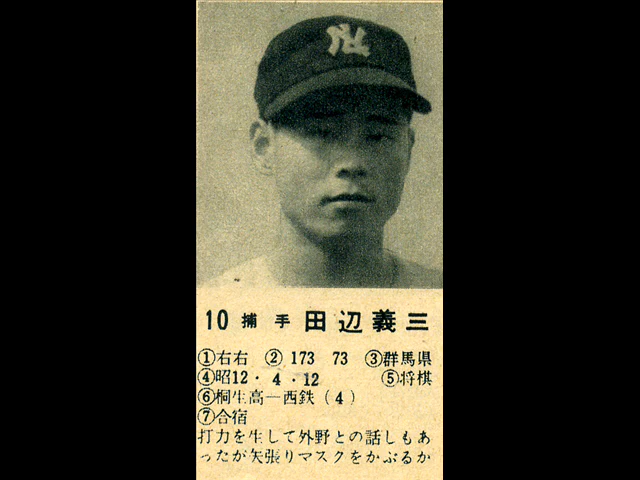 NL
10 捕手 田辺義三
①右右 ② 173 73 ③群馬県
④昭12・4・12 ⑤将棋
⑥桐生高—西鉄(4)
⑦合宿
打力を生して外野との話しもあ
ったが矢張りマスクをかぶるか